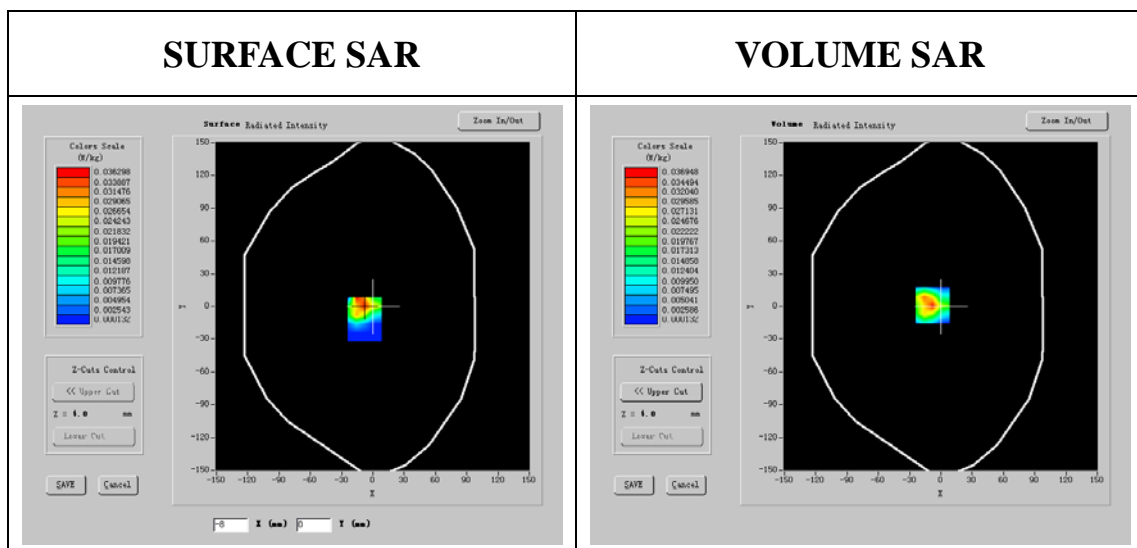 SURFACE SAR
VOLUME SAR
Surface Radiated Intensity
Zoom In/Out
Colors Scale
(W/kg)
0.036298
0.033887
0.031476
0.029065
0.026654
0.024243
0.021832
0.019421
0.017009
0.014598
0.012187
0.009776
0.007365
0.004954
0.002543
0.000132
150
120
90
60
30
0
-30
-60
-90
-120
-150
Y
-150 -120 -90 -60 -30 0 30 60 90 120 150
X
Z-Cuts Control
<< Upper Cut
Z = 4.0 mm
Lower Cut
SAVE
Cancel
-8 X (mm) 0 Y (mm)
Volume Radiated Intensity
Zoom In/Out
Colors Scale
(W/kg)
0.036948
0.034494
0.032040
0.029585
0.027131
0.024676
0.022222
0.019767
0.017313
0.014858
0.012404
0.009950
0.007495
0.005041
0.002586
0.000132
150
120
90
60
30
0
-30
-60
-90
-120
-150
Y
-150 -120 -90 -60 -30 0 30 60 90 120 150
X
Z-Cuts Control
<< Upper Cut
Z = 4.0 mm
Lower Cut
SAVE
Cancel